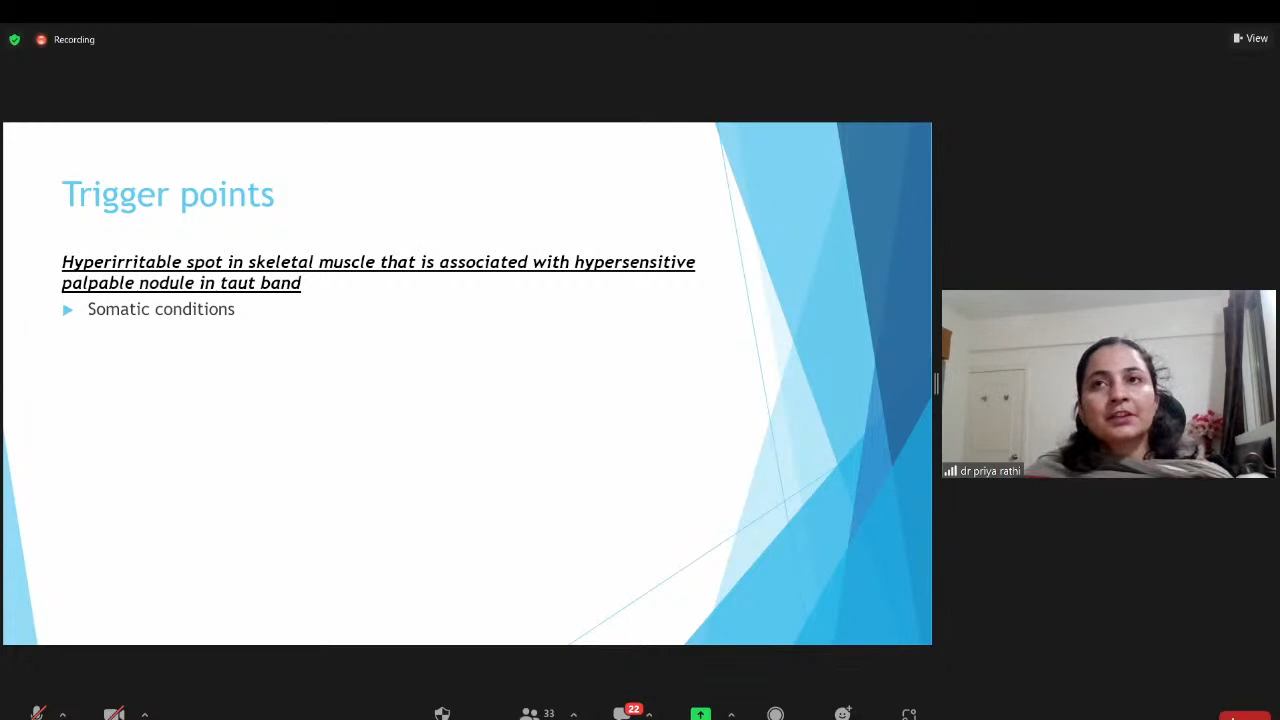 Recording
View
Trigger points
Hyperirritable spot in skeletal muscle that is associated with hypersensitive
palpable nodule in taut band
Somatic conditions
dr priya rathi
33
22